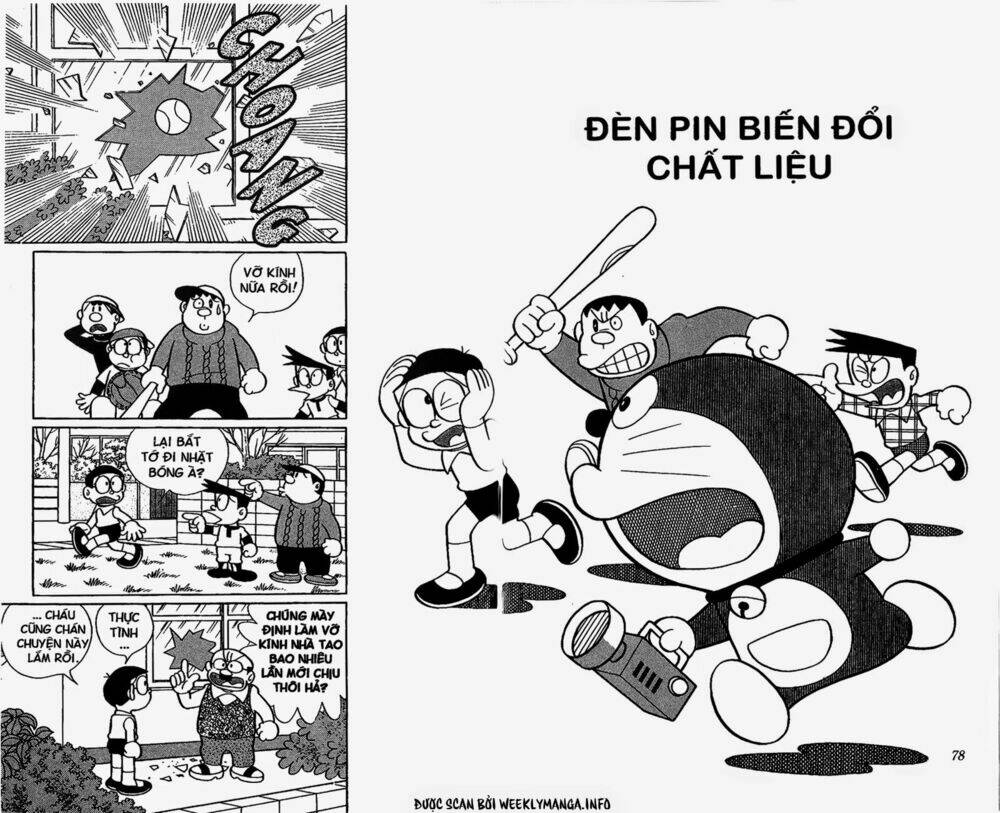 ĐÈN PIN BIẾN ĐỔI
CHẤT LIỆU
78
CHOANG
VỠ KÍNH
NỮA RỒI!
LẠI BẮT
TỚ ĐI NHẶT
BÓNG À?
CHÚNG MÀY
ĐỊNH LÀM VỠ
KÍNH NHÀ TAO
BAO NHIÊU
LẦN MỚI CHỊU
THÔI HẢ?
THỰC
TÌNH
...
... CHÁU
CŨNG CHÁN
CHUYỆN NÀY
LẮM RỒI.
ĐƯỢC SCAN BỞI WEEKLYMANGA.INFO